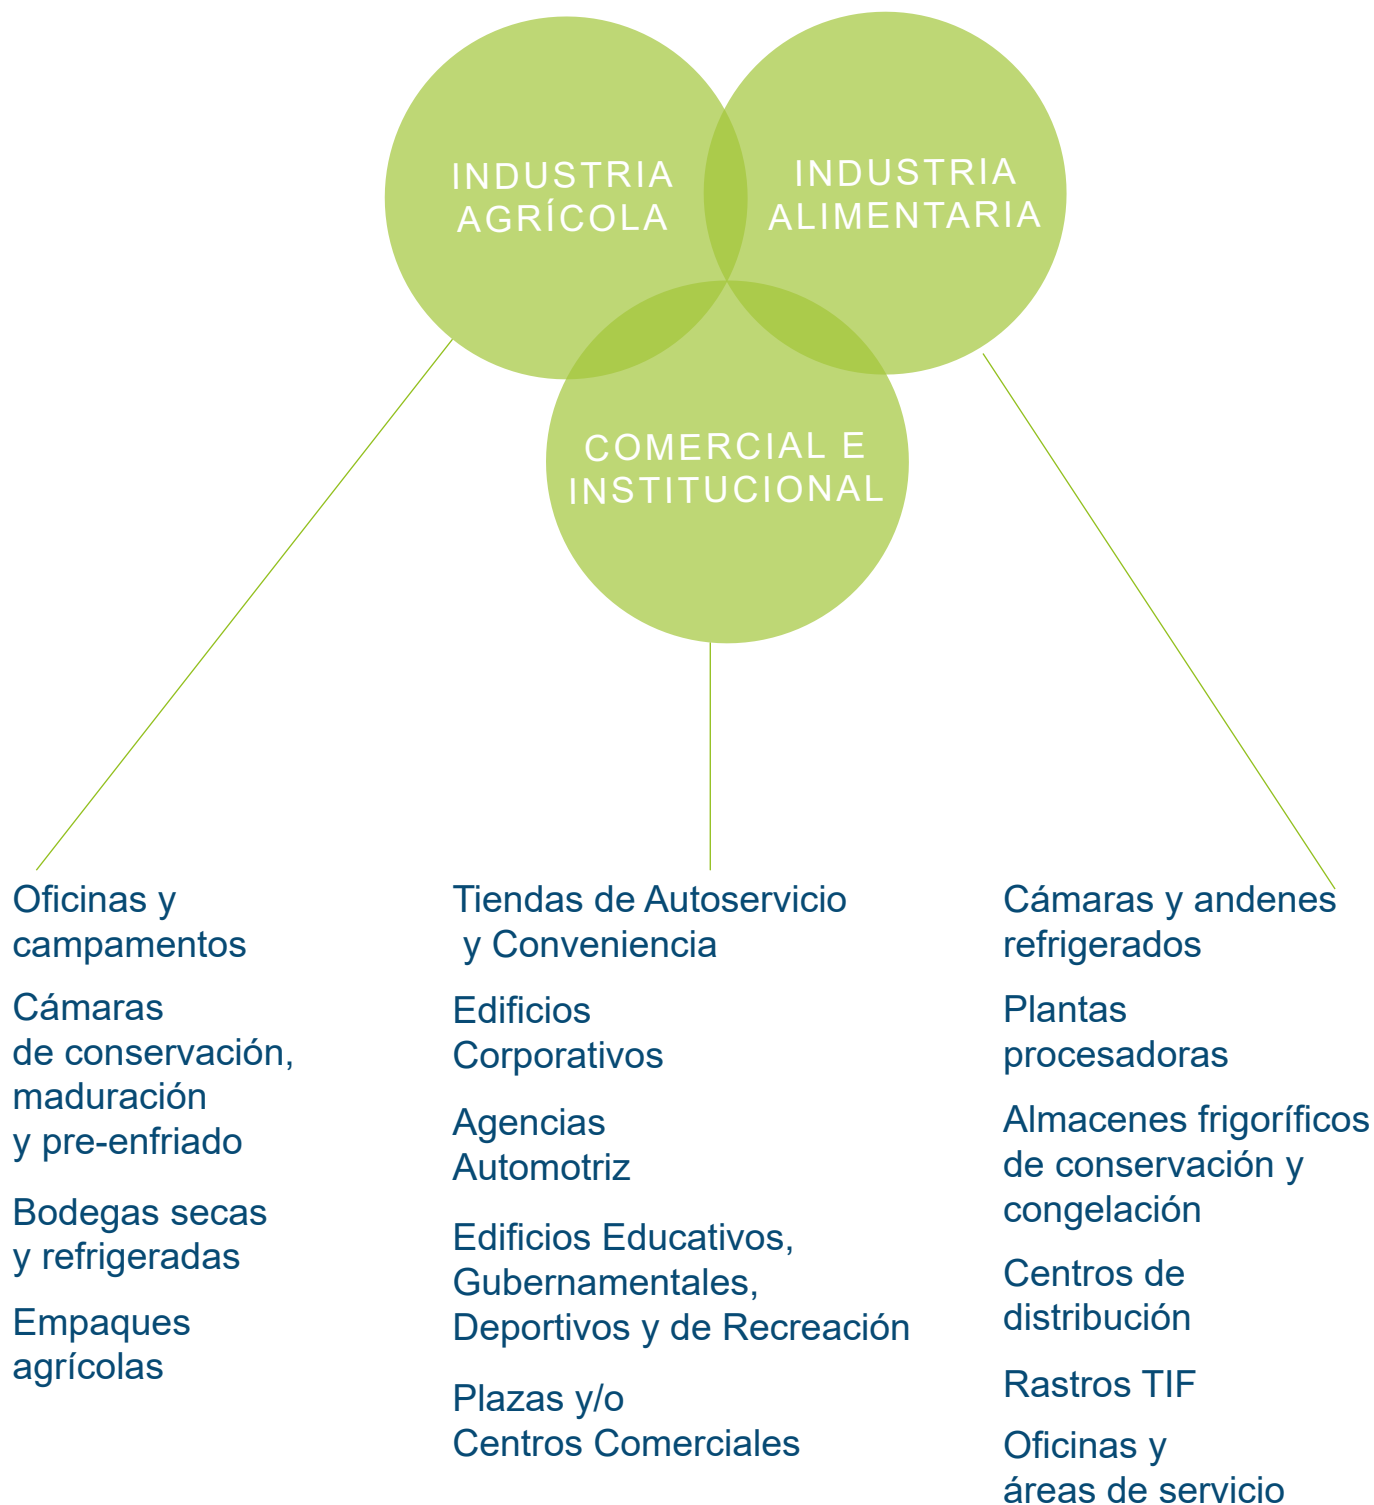 INDUSTRIA
AGRÍCOLA
INDUSTRIA
ALIMENTARIA
COMERCIAL E
INSTITUCIONAL
Oficinas y
campamentos
Cámaras
de conservación,
maduración
y pre-enfriado
Bodegas secas
y refrigeradas
Empaques
agrícolas
Tiendas de Autoservicio
y Conveniencia
Edificios
Corporativos
Agencias
Automotriz
Edificios Educativos,
Gubernamentales,
Deportivos y de Recreación
Plazas y/o
Centros Comerciales
Cámaras y andenes
refrigerados
Plantas
procesadoras
Almacenes frigoríficos
de conservación y
congelación
Centros de
distribución
Rastros TIF
Oficinas y
áreas de servicio